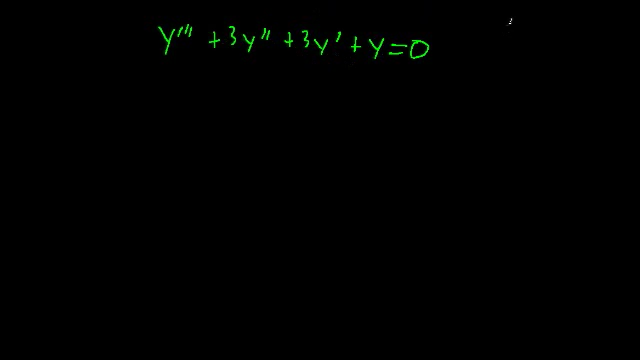 y''' + 3y'' + 3y' + y = 0